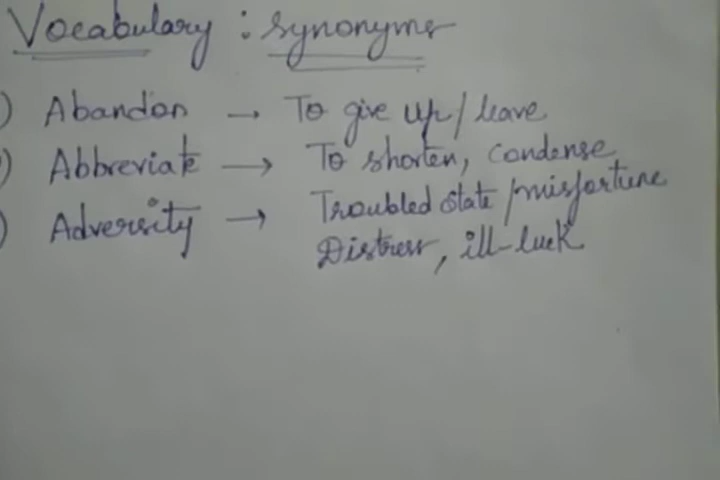 Vocabulary : synonyms
) Abandon → To give up / leave
) Abbreviate → To shorten, condense
) Adversity → Troubled state / misfortune
Distress, ill-luck